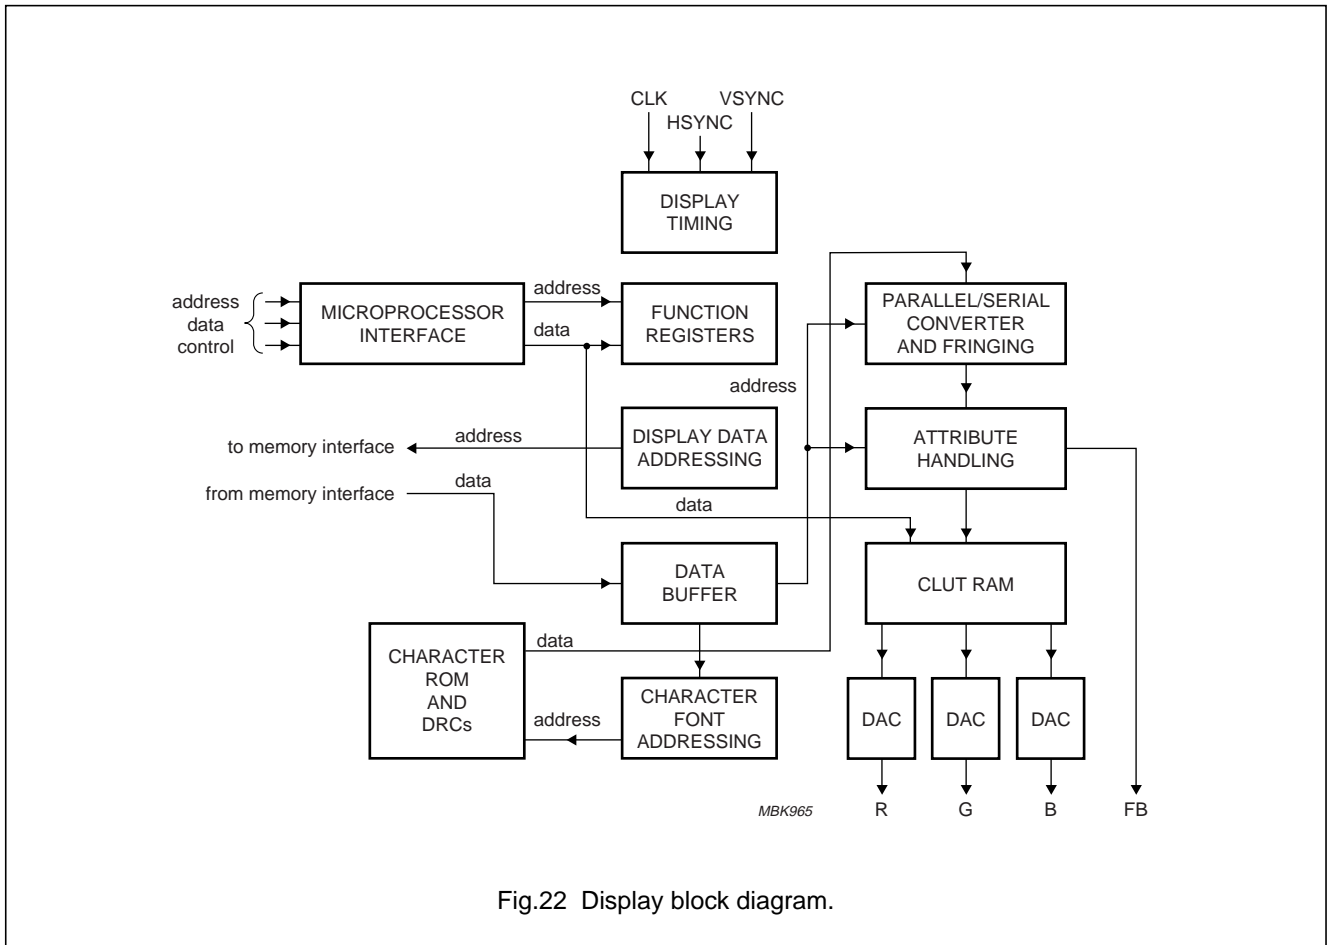 CLK
VSYNC
HSYNC
DISPLAY
TIMING
address
data
control
MICROPROCESSOR
INTERFACE
address
data
FUNCTION
REGISTERS
PARALLEL/SERIAL
CONVERTER
AND FRINGING
address
to memory interface
address
DISPLAY DATA
ADDRESSING
ATTRIBUTE
HANDLING
from memory interface
data
data
DATA
BUFFER
CLUT RAM
CHARACTER
ROM
AND
DRCs
data
address
CHARACTER
FONT
ADDRESSING
DAC
DAC
DAC
MBK965
R
G
B
FB
Fig.22 Display block diagram.